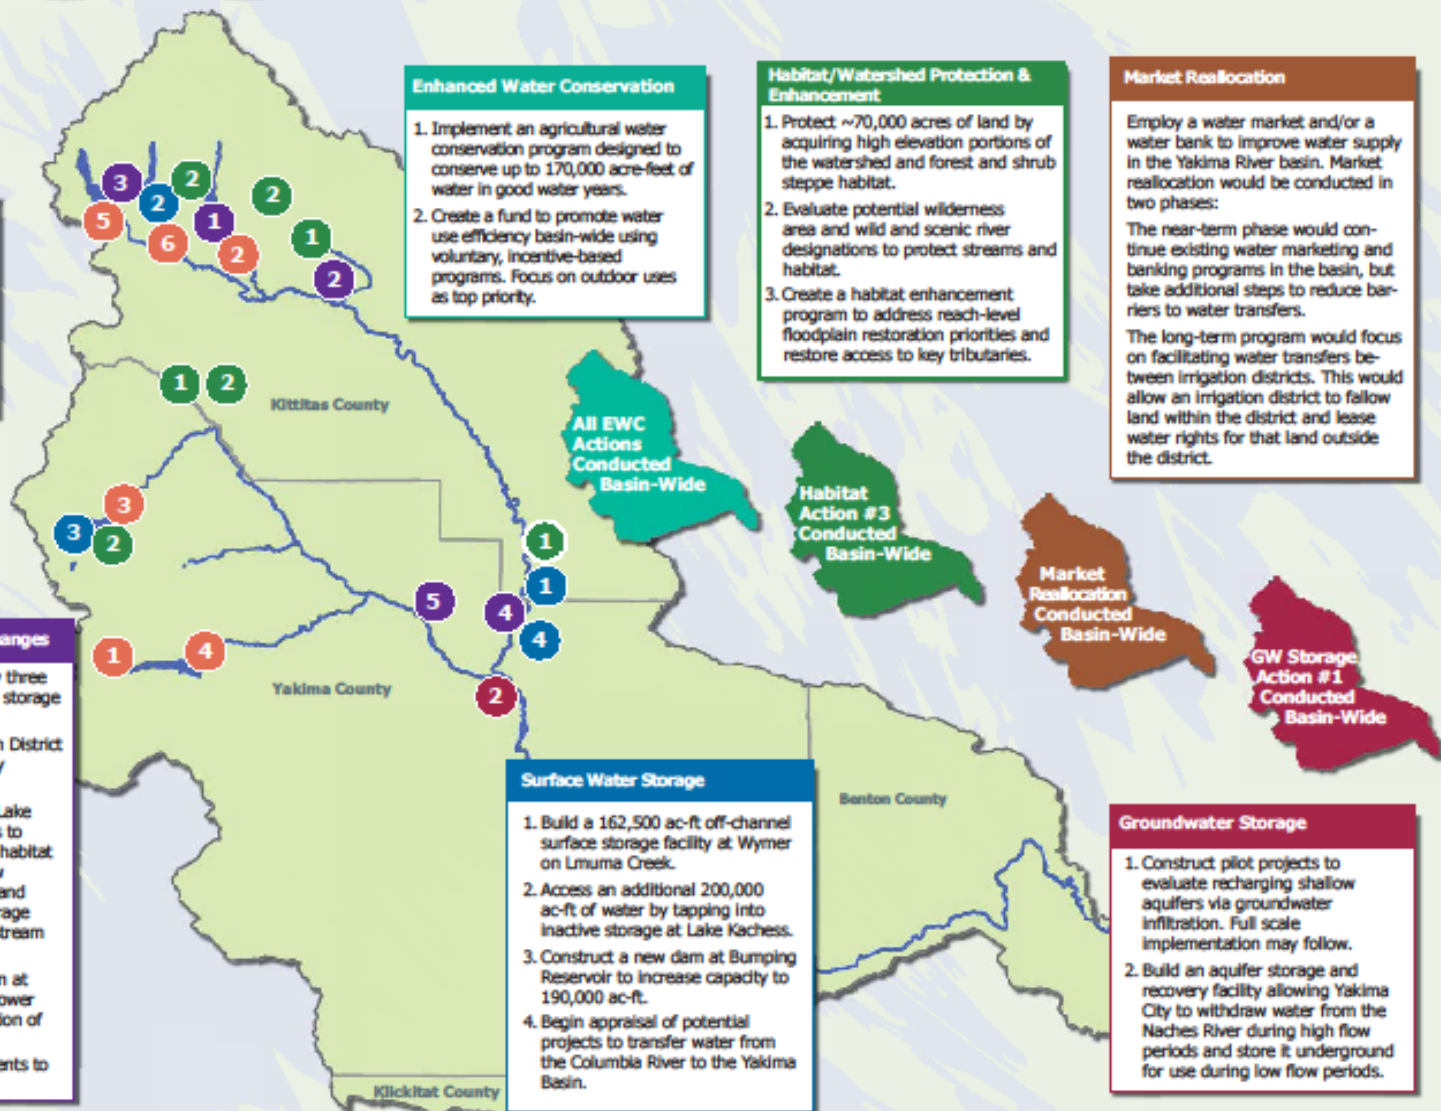 Enhanced Water Conservation
1. Implement an agricultural water
conservation program designed to
conserve up to 170,000 acre-feet of
water in good water years.
2. Create a fund to promote water
use efficiency basin-wide using
voluntary, incentive-based
programs. Focus on outdoor uses
as top priority.
Habitat/Watershed Protection &
Enhancement
1. Protect ~70,000 acres of land by
acquiring high elevation portions of
the watershed and forest and shrub
steppe habitat.
2. Evaluate potential wilderness
area and wild and scenic river
designations to protect streams and
habitat.
3. Create a habitat enhancement
program to address reach-level
floodplain restoration priorities and
restore access to key tributaries.
Market Reallocation
Employ a water market and/or a
water bank to improve water supply
in the Yakima River basin. Market
reallocation would be conducted in
two phases:
The near-term phase would con-
tinue existing water marketing and
banking programs in the basin, but
take additional steps to reduce bar-
riers to water transfers.
The long-term program would focus
on facilitating water transfers be-
tween irrigation districts. This would
allow an irrigation district to fallow
land within the district and lease
water rights for that land outside
the district.
3
2
2
2
5
1
1
6
2
2
1
2
Kittitas County
All EWC
Actions
Conducted
Basin-Wide
Habitat
Action #3
Conducted
Basin-Wide
Market
Reallocation
Conducted
Basin-Wide
GW Storage
Action #1
Conducted
Basin-Wide
3
3
2
1
1
5
4
4
1
4
2
Yakima County
Benton County
Klickitat County
anges
three
storage
District
Lake
s to
habitat
and
rage
tream
n at
ower
tion of
ents to
Surface Water Storage
1. Build a 162,500 ac-ft off-channel
surface storage facility at Wymer
on Lmuma Creek.
2. Access an additional 200,000
ac-ft of water by tapping into
inactive storage at Lake Kachess.
3. Construct a new dam at Bumping
Reservoir to increase capacity to
190,000 ac-ft.
4. Begin appraisal of potential
projects to transfer water from
the Columbia River to the Yakima
Basin.
Groundwater Storage
1. Construct pilot projects to
evaluate recharging shallow
aquifers via groundwater
infiltration. Full scale
implementation may follow.
2. Build an aquifer storage and
recovery facility allowing Yakima
City to withdraw water from the
Naches River during high flow
periods and store it underground
for use during low flow periods.